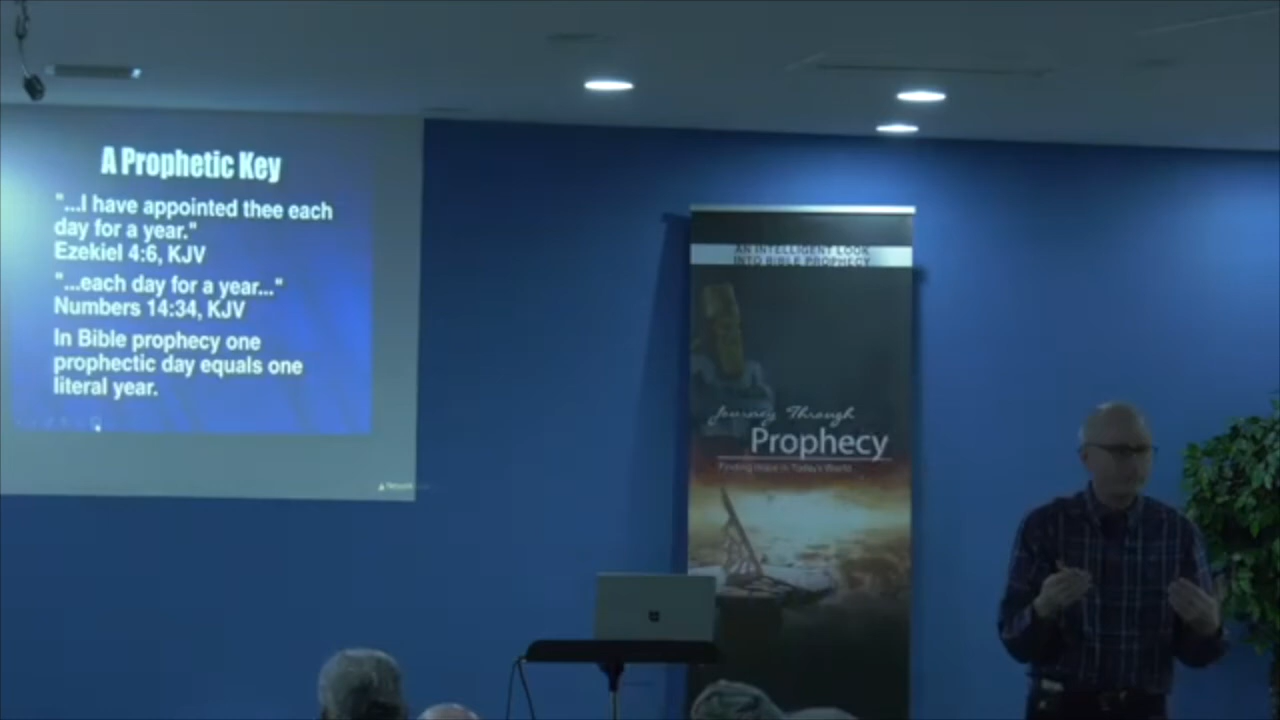 A Prophetic Key
"...I have appointed thee each
day for a year."
Ezekiel 4:6, KJV
"...each day for a year..."
Numbers 14:34, KJV
In Bible prophecy one
prophectic day equals one
literal year.
AN INTELLIGENT LOOK
INTO BIBLE PROPHECY
Journey Through
Prophecy
Finding Hope in Today's World